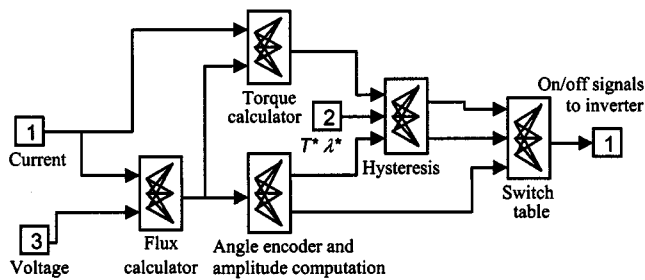 Torque
calculator
On/off signals
to inverter
1
Current
2
T* λ*
Hysteresis
1
Switch
table
3
Voltage
Flux
calculator
Angle encoder and
amplitude computation